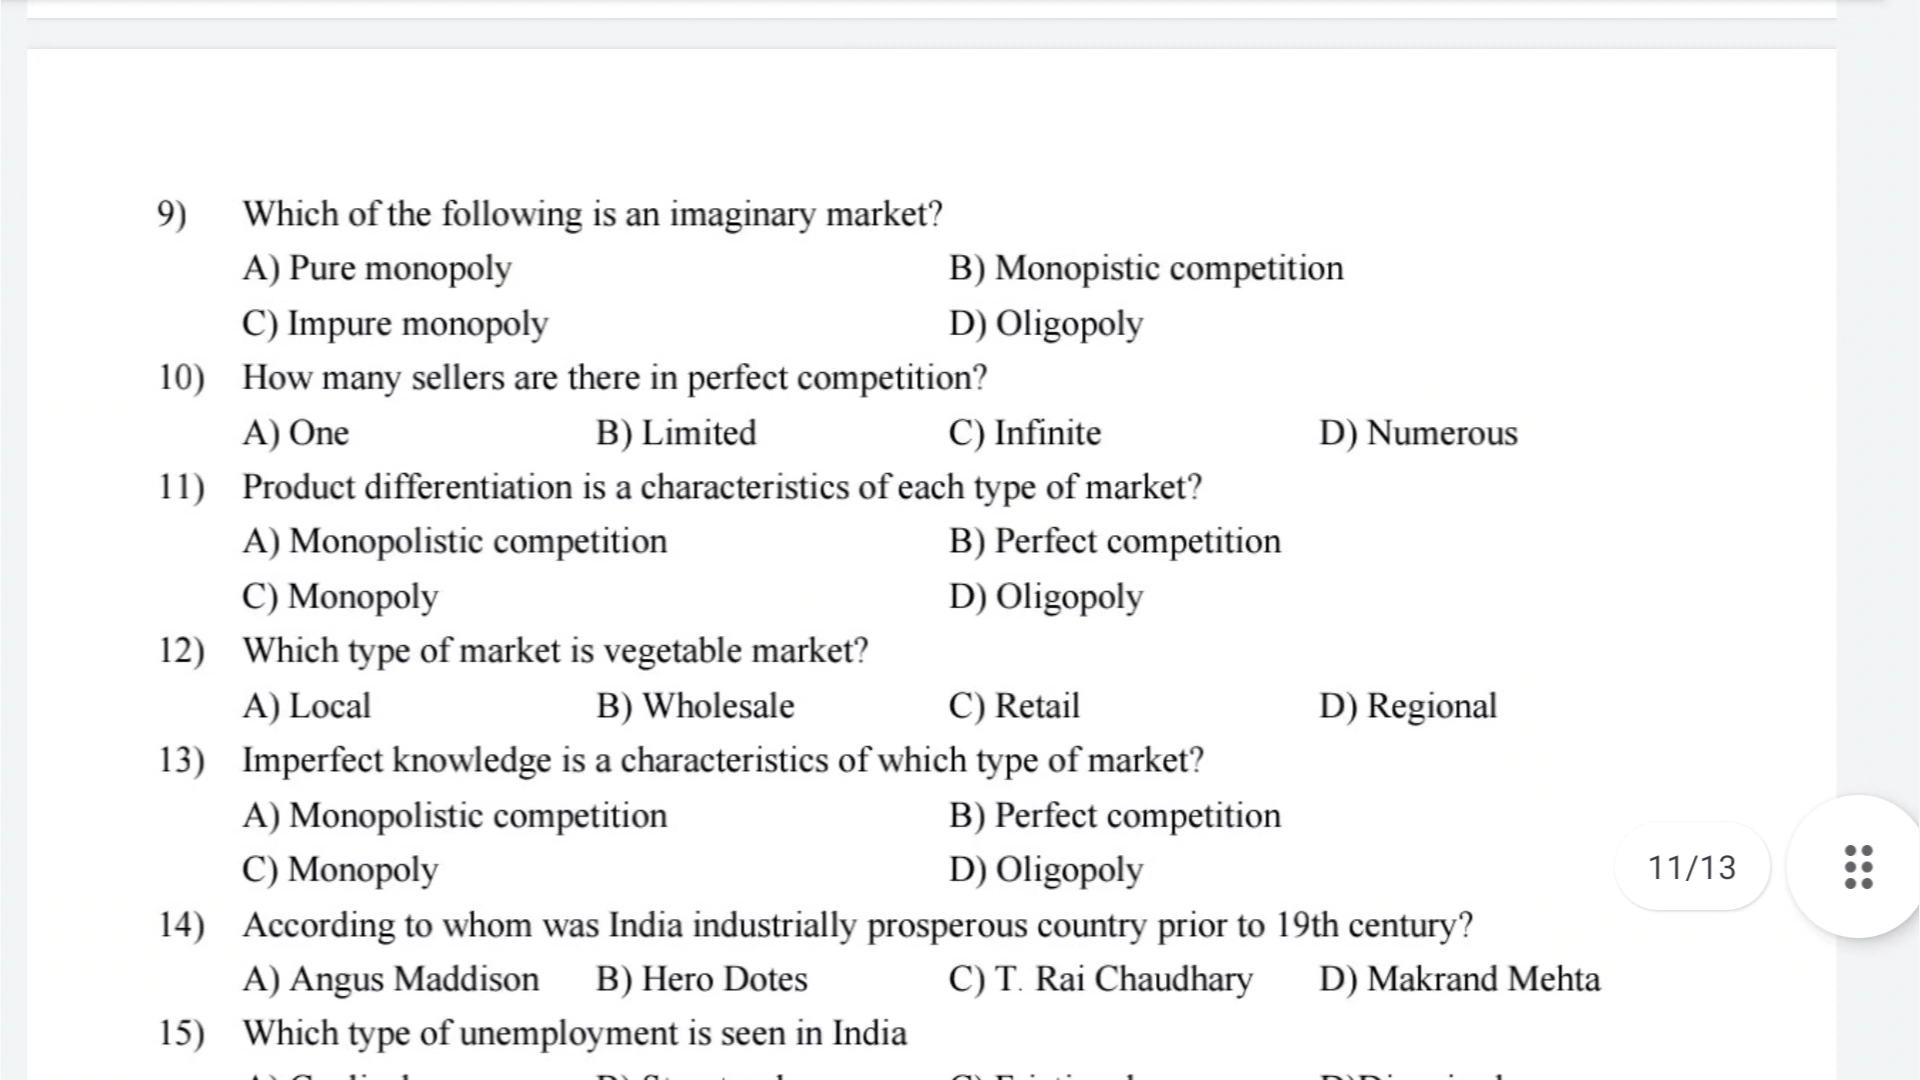 9) Which of the following is an imaginary market?
A) Pure monopoly B) Monopistic competition
C) Impure monopoly D) Oligopoly
10) How many sellers are there in perfect competition?
A) One B) Limited C) Infinite D) Numerous
11) Product differentiation is a characteristics of each type of market?
A) Monopolistic competition B) Perfect competition
C) Monopoly D) Oligopoly
12) Which type of market is vegetable market?
A) Local B) Wholesale C) Retail D) Regional
13) Imperfect knowledge is a characteristics of which type of market?
A) Monopolistic competition B) Perfect competition
C) Monopoly D) Oligopoly
11/13
14) According to whom was India industrially prosperous country prior to 19th century?
A) Angus Maddison B) Hero Dotes C) T. Rai Chaudhary D) Makrand Mehta
15) Which type of unemployment is seen in India